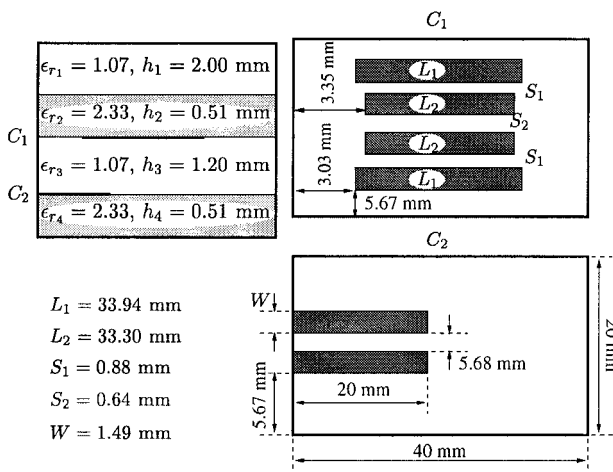 C₁
ϵr₁ = 1.07, h₁ = 2.00 mm
ϵr₂ = 2.33, h₂ = 0.51 mm
C₁
ϵr₃ = 1.07, h₃ = 1.20 mm
C₂
ϵr₄ = 2.33, h₄ = 0.51 mm
3.35 mm
3.03 mm
L₁
S₁
L₂
S₂
L₂
S₁
L₁
5.67 mm
C₂
L₁ = 33.94 mm
L₂ = 33.30 mm
S₁ = 0.88 mm
S₂ = 0.64 mm
W = 1.49 mm
W
5.67 mm
5.68 mm
20 mm
20 mm
40 mm